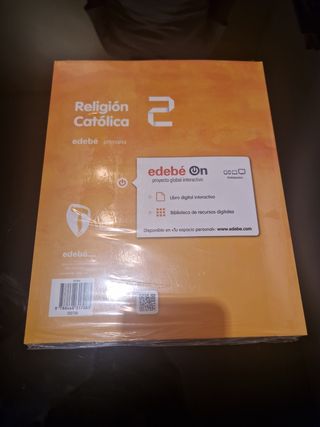 Religión
Católica 2
edebé primaria
edebé On
proyecto global interactivo
Libro digital interactivo
Biblioteca de recursos digitales
Disponible en «Tu espacio personal» www.edebe.com
edebé